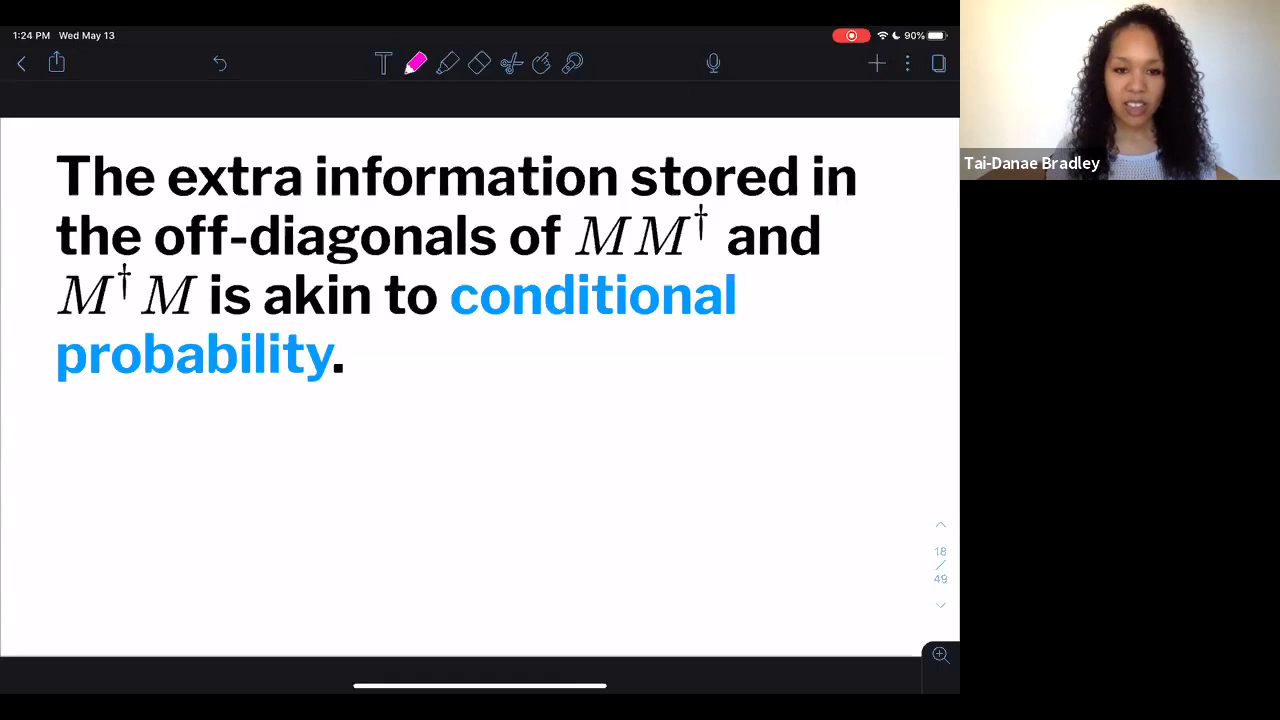 1:24 PM Wed May 13
90%
The extra information stored in
the off-diagonals of MM† and
M†M is akin to conditional
probability.
18
/
49
Tai-Danae Bradley